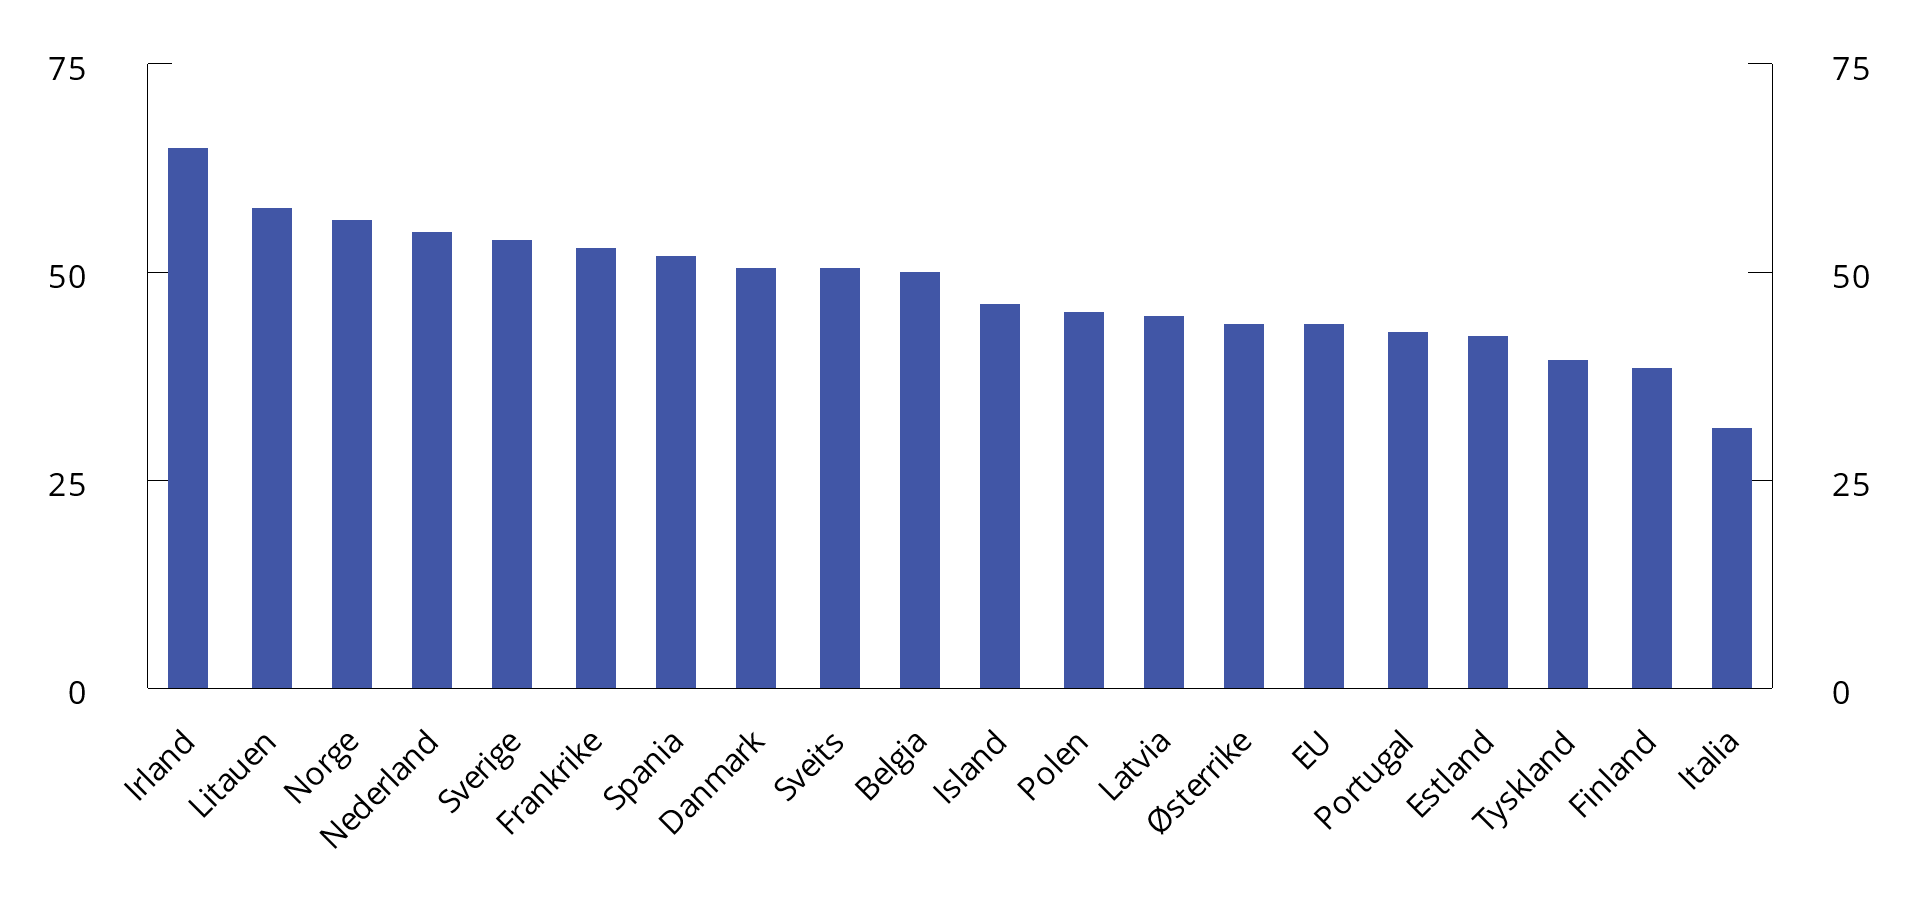 75
75
50
50
25
25
0
0
Irland
Litauen
Norge
Nederland
Sverige
Frankrike
Spania
Danmark
Sveits
Belgia
Island
Polen
Latvia
Østerrike
EU
Portugal
Estland
Tyskland
Finland
Italia